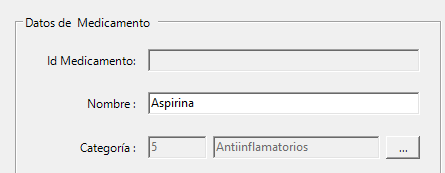 Datos de Medicamento
Id Medicamento:
Nombre : Aspirina
Categoría : 5 Antiinflamatorios ...